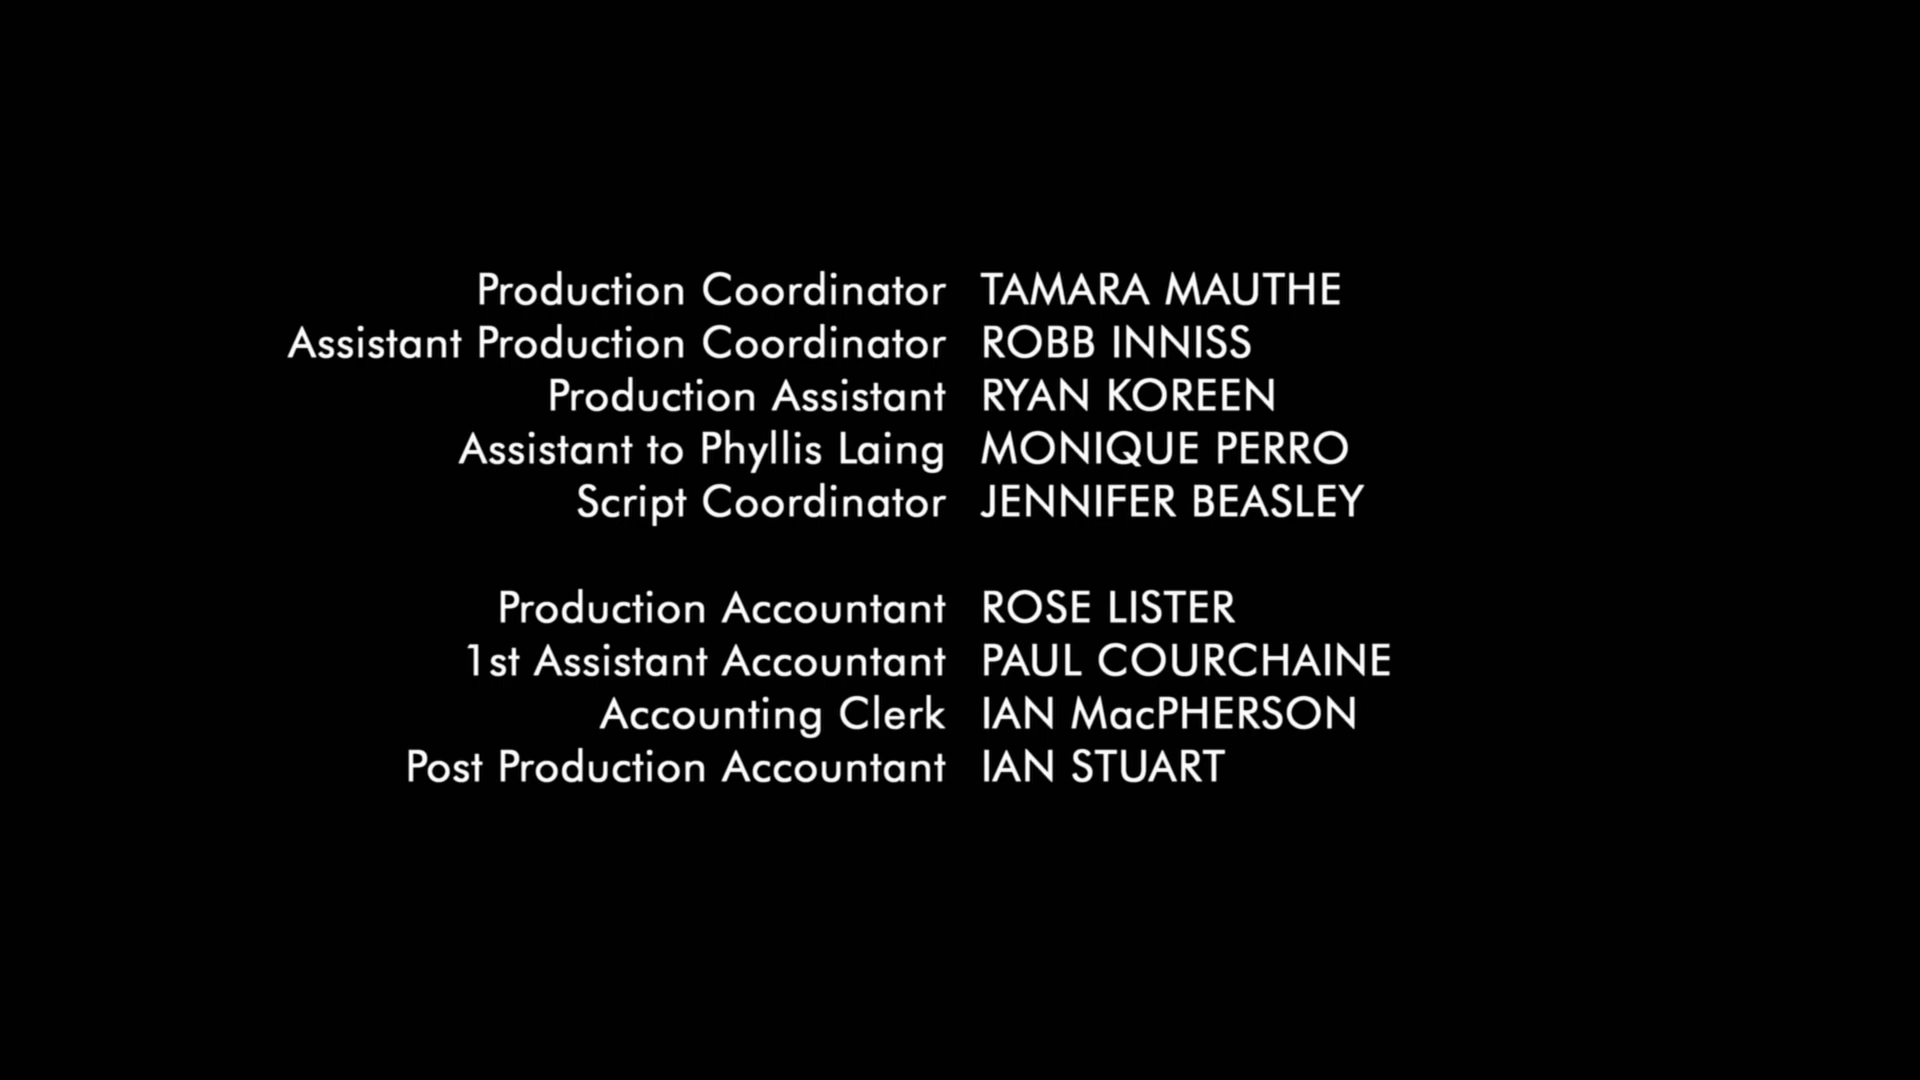 Production Coordinator TAMARA MAUTHE
Assistant Production Coordinator ROBB INNISS
Production Assistant RYAN KOREEN
Assistant to Phyllis Laing MONIQUE PERRO
Script Coordinator JENNIFER BEASLEY
Production Accountant ROSE LISTER
1st Assistant Accountant PAUL COURCHAINE
Accounting Clerk IAN MacPHERSON
Post Production Accountant IAN STUART